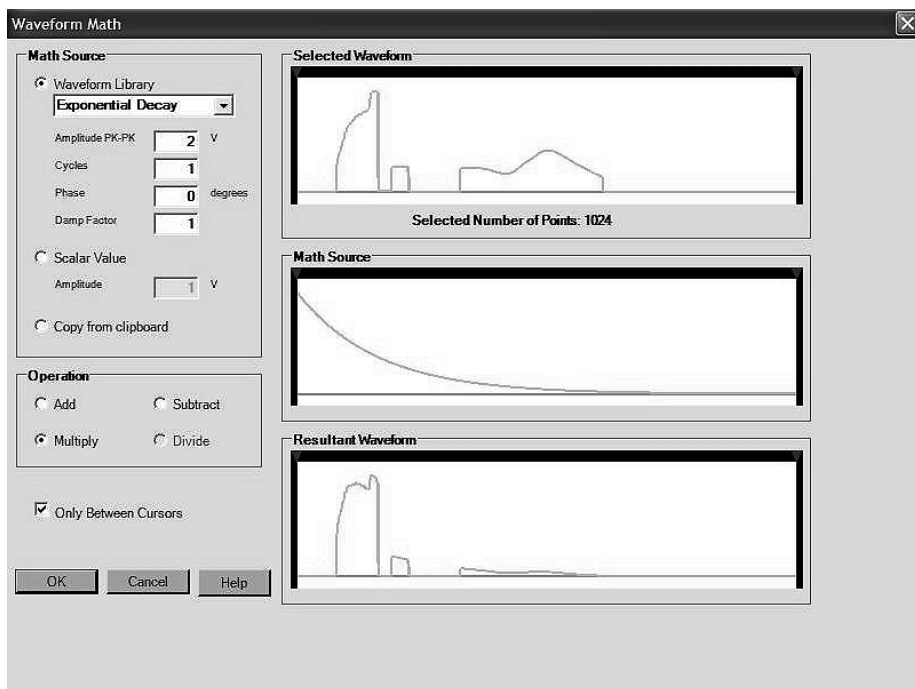 Waveform Math
Math Source
Waveform Library
Exponential Decay
Amplitude PK-PK 2 V
Cycles 1
Phase 0 degrees
Damp Factor 1
Scalar Value
Amplitude 1 V
Copy from clipboard
Operation
Add Subtract
Multiply Divide
Only Between Cursors
OK Cancel Help
Selected Waveform
Selected Number of Points: 1024
Math Source
Resultant Waveform